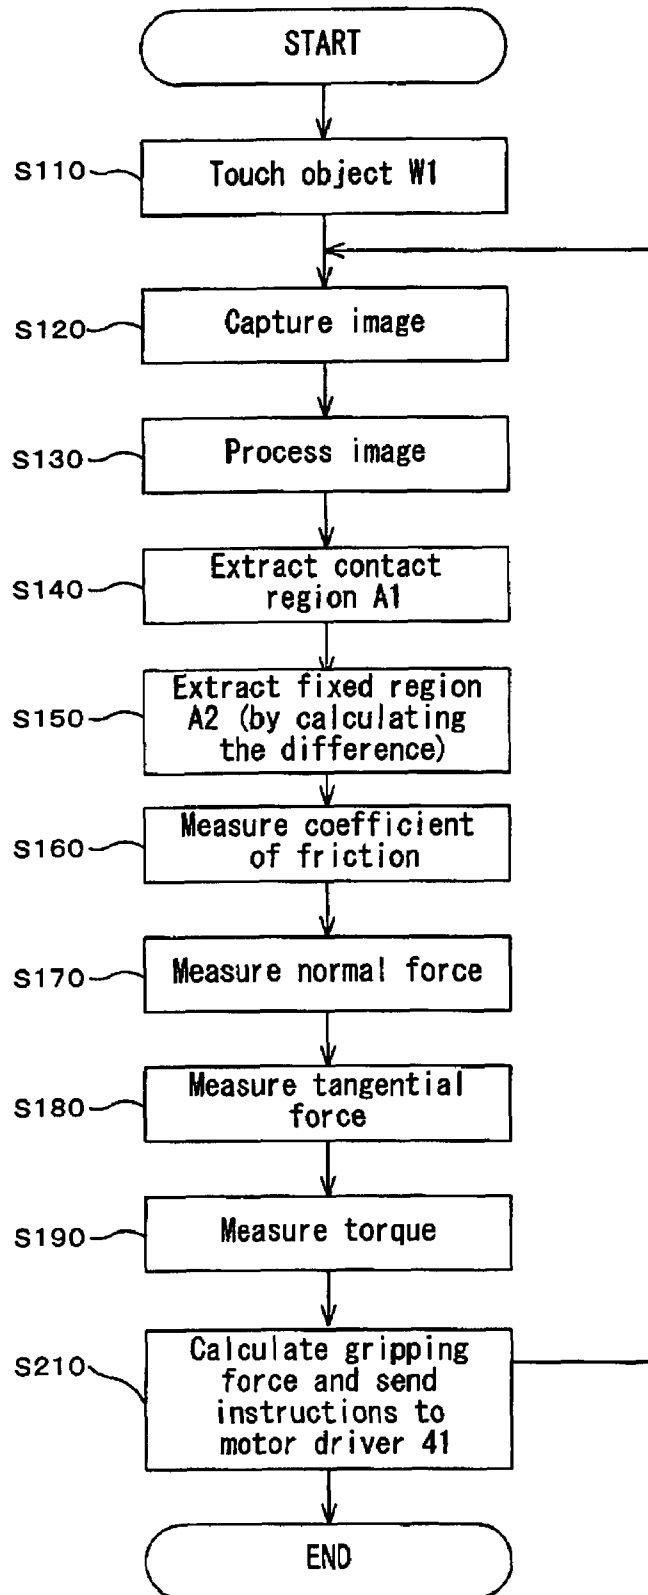 START
S110
Touch object W1
S120
Capture image
S130
Process image
S140
Extract contact
region A1
S150
Extract fixed region
A2 (by calculating
the difference)
S160
Measure coefficient
of friction
S170
Measure normal force
S180
Measure tangential
force
S190
Measure torque
S210
Calculate gripping
force and send
instructions to
motor driver 41
END